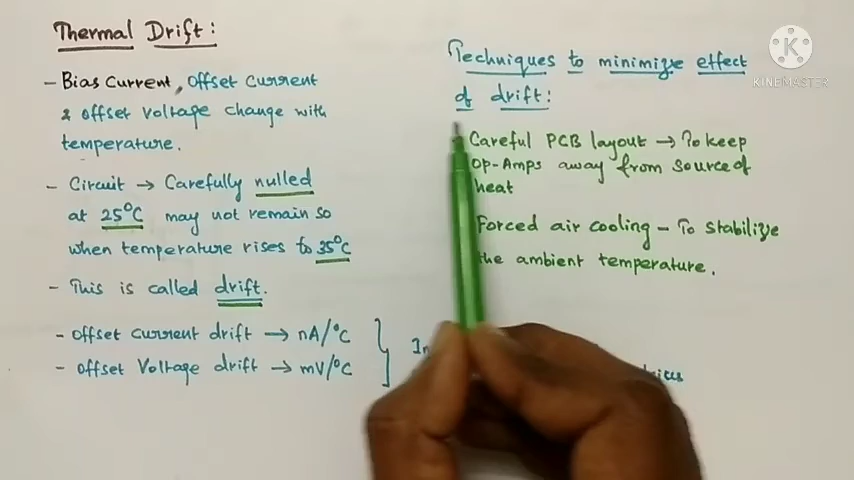 Thermal Drift:
- Bias Current, Offset Current
& offset voltage change with
temperature.
- Circuit → Carefully nulled
at 25°C may not remain so
when temperature rises to 35°C
- This is called drift.
- Offset current drift → nA/°C
- Offset Voltage drift → mV/°C
Techniques to minimize effect
of drift:
Careful PCB layout → To keep
Op-Amps away from source of
heat
Forced air cooling - To stabilize
the ambient temperature.
KINEMASTER